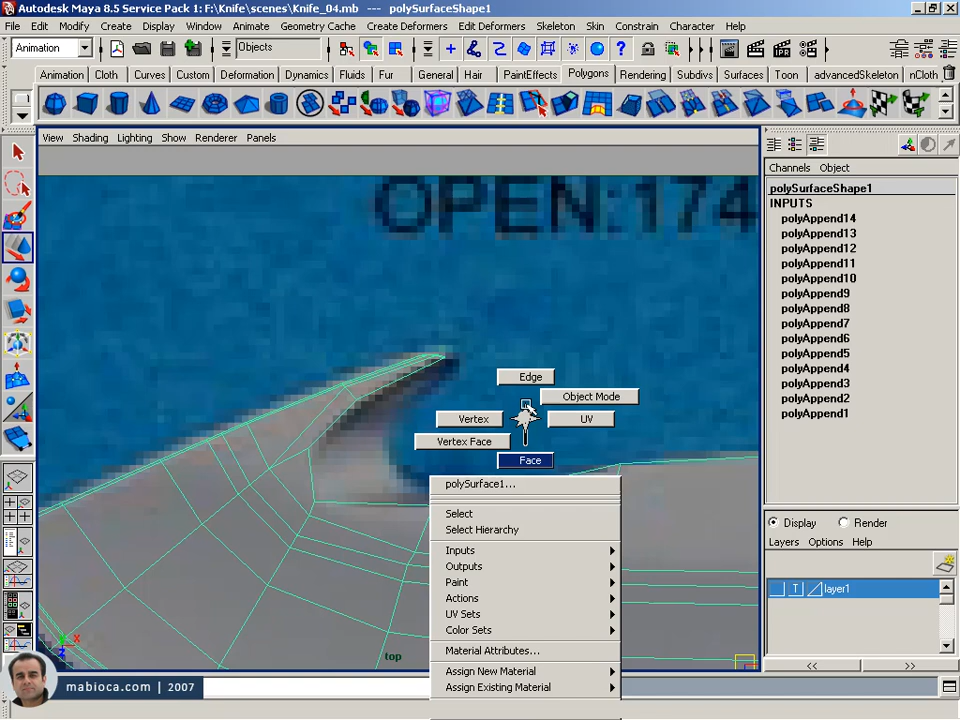 Autodesk Maya 8.5 Service Pack 1: F:\Knife\scenes\Knife_04.mb --- polySurfaceShape1
File Edit Modify Create Display Window Animate Geometry Cache Create Deformers Edit Deformers Skeleton Skin Constrain Character Help
Animation
Objects
Animation Cloth Curves Custom Deformation Dynamics Fluids Fur General Hair PaintEffects Polygons Rendering Subdivs Surfaces Toon advancedSkeleton nCloth
View Shading Lighting Show Renderer Panels
Channels Object
polySurfaceShape1
INPUTS
polyAppend14
polyAppend13
polyAppend12
polyAppend11
polyAppend10
polyAppend9
polyAppend8
polyAppend7
polyAppend6
polyAppend5
polyAppend4
polyAppend3
polyAppend2
polyAppend1
OPEN:174
Edge
Object Mode
Vertex
UV
Vertex Face
Face
polySurface1...
Select
Select Hierarchy
Inputs
Outputs
Paint
Actions
UV Sets
Color Sets
Material Attributes...
Assign New Material
Assign Existing Material
Display Render
Layers Options Help
T layer1
<< >>
Y
X
Z
top
mabioca.com | 2007